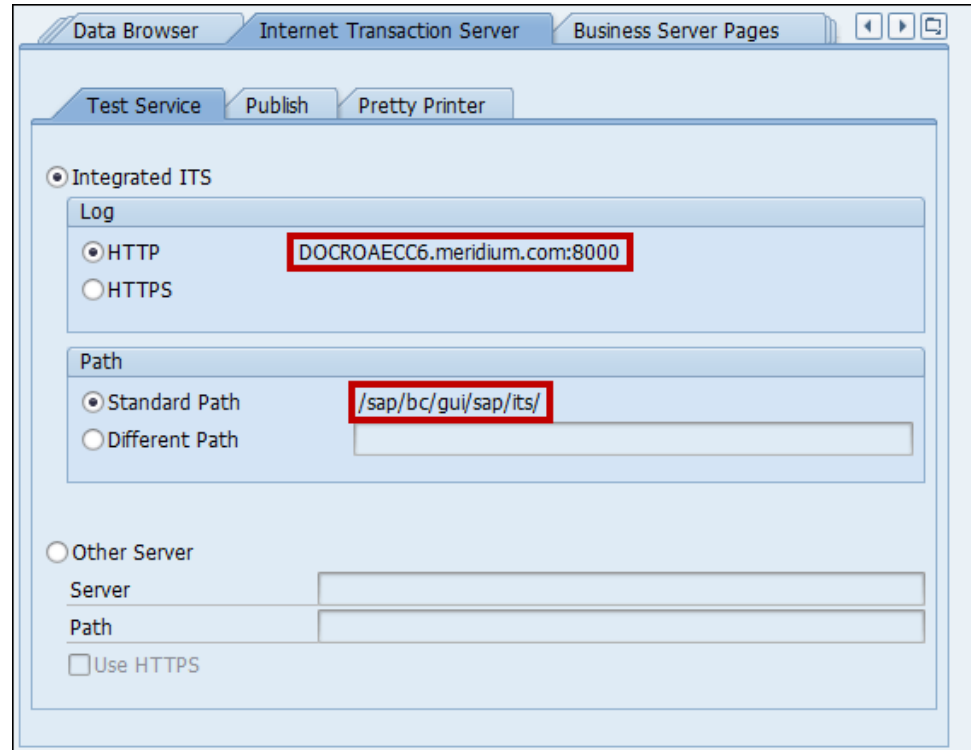 Data Browser Internet Transaction Server Business Server Pages
Test Service Publish Pretty Printer
Integrated ITS
Log
HTTP DOCROAECC6.meridium.com:8000
HTTPS
Path
Standard Path /sap/bc/gui/sap/its/
Different Path
Other Server
Server
Path
Use HTTPS